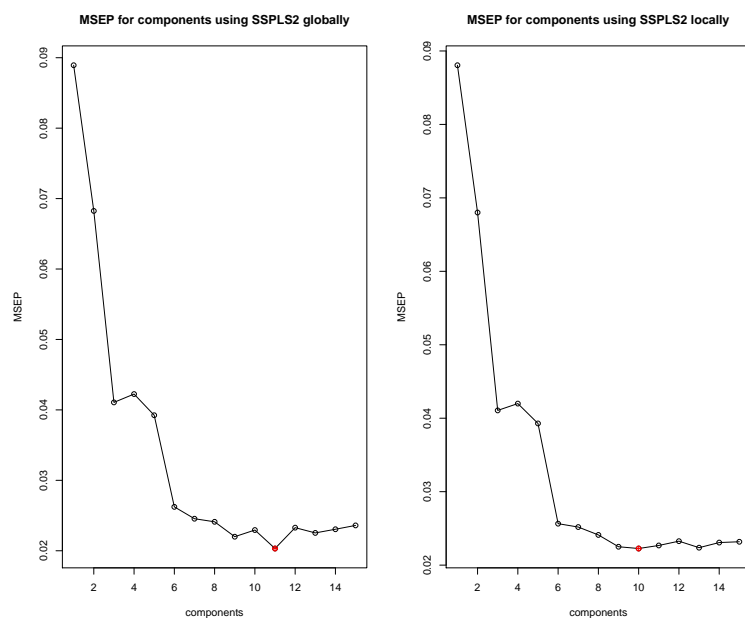 MSEP for components using SSPLS2 globally
0.09
0.08
0.07
0.06
0.05
0.04
0.03
0.02
MSEP
2 4 6 8 10 12 14
components
MSEP for components using SSPLS2 locally
0.09
0.08
0.07
0.06
0.05
0.04
0.03
0.02
MSEP
2 4 6 8 10 12 14
components